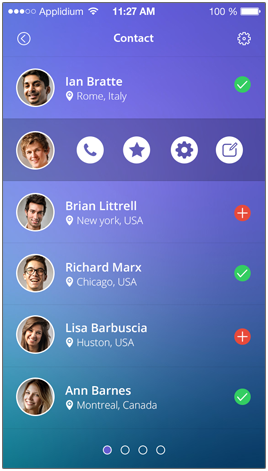 Applidium 11:27 AM 100 %
Contact
Ian Bratte
Rome, Italy
Brian Littrell
New york, USA
Richard Marx
Chicago, USA
Lisa Barbuscia
Huston, USA
Ann Barnes
Montreal, Canada